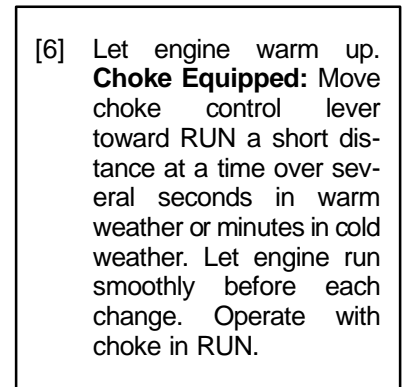 [6] Let engine warm up.
Choke Equipped: Move
choke control lever
toward RUN a short dis-
tance at a time over sev-
eral seconds in warm
weather or minutes in cold
weather. Let engine run
smoothly before each
change. Operate with
choke in RUN.